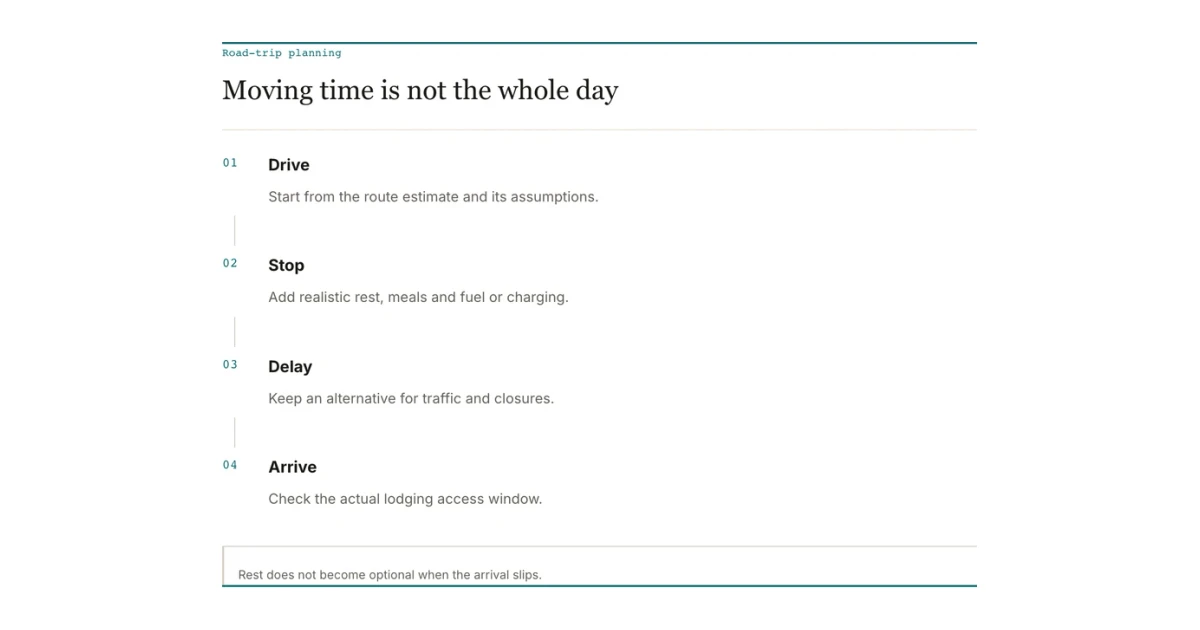 Road-trip planning
Moving time is not the whole day
01
Drive
Start from the route estimate and its assumptions.
02
Stop
Add realistic rest, meals and fuel or charging.
03
Delay
Keep an alternative for traffic and closures.
04
Arrive
Check the actual lodging access window.
Rest does not become optional when the arrival slips.